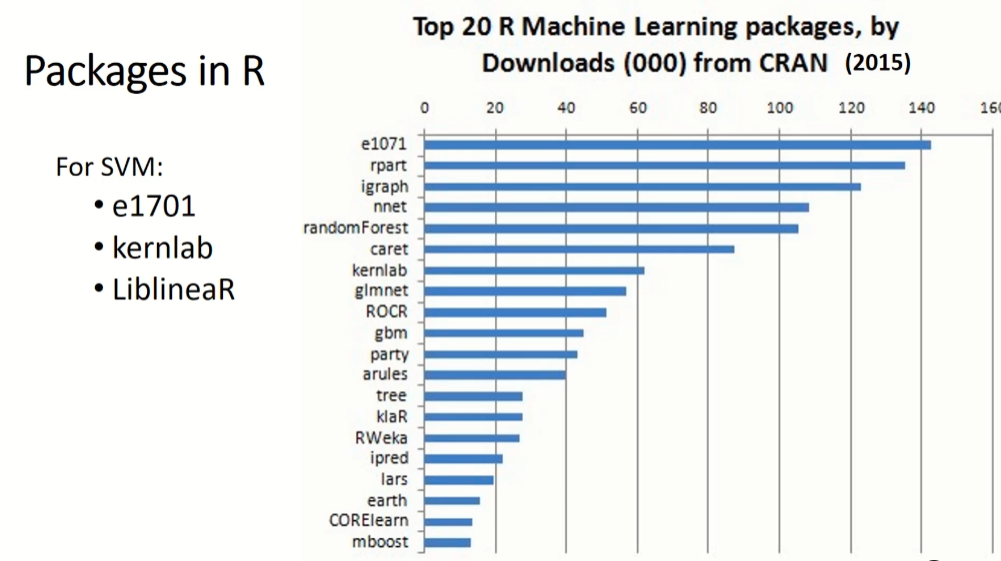 Packages in R
For SVM:
• e1701
• kernlab
• LiblineaR
Top 20 R Machine Learning packages, by
Downloads (000) from CRAN (2015)
0 20 40 60 80 100 120 140 160
e1071
rpart
igraph
nnet
randomForest
caret
kernlab
glmnet
ROCR
gbm
party
arules
tree
klaR
RWeka
ipred
lars
earth
CORElearn
mboost